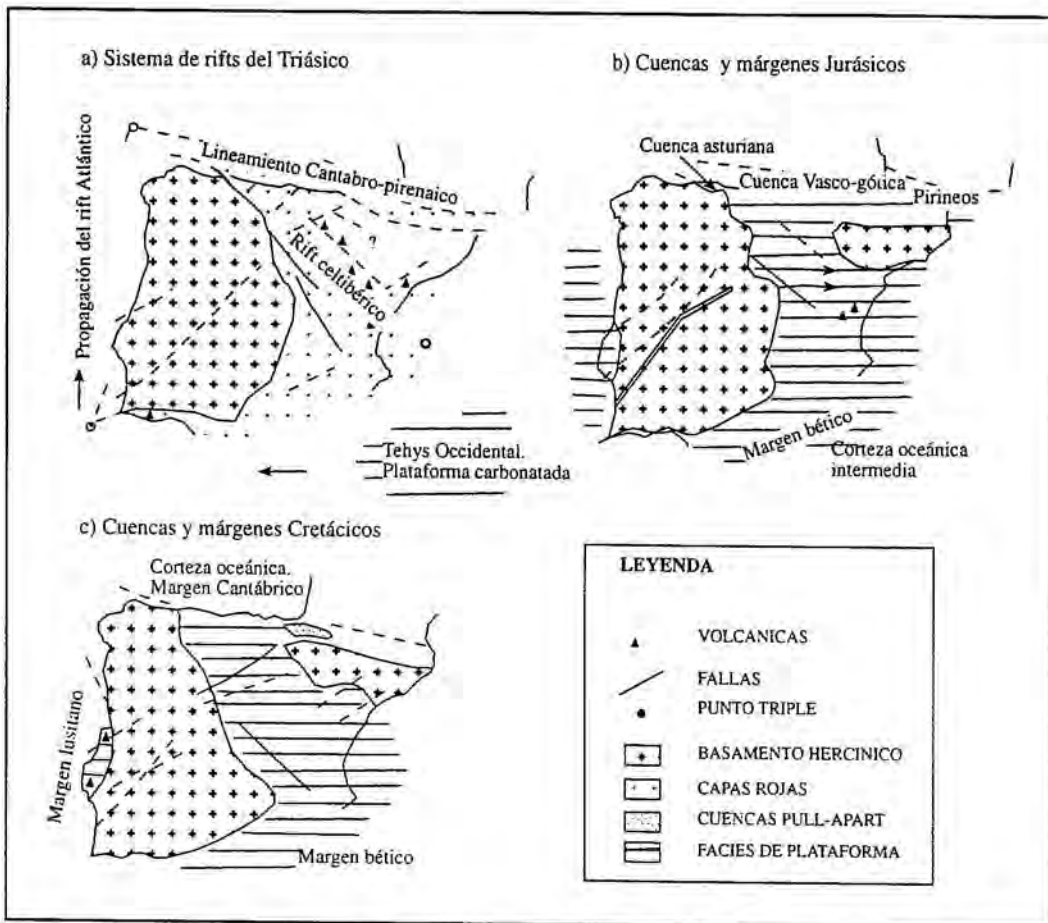 a) Sistema de rifts del Triásico
Propagación del rift Atlántico
Lineamiento Cantabro-pirenaico
Rift celtibérico
?
Tehys Occidental.
Plataforma carbonatada
b) Cuencas y márgenes Jurásicos
Cuenca asturiana
Cuenca Vasco-gótica
Pirineos
Margen bético
Corteza oceánica
intermedia
c) Cuencas y márgenes Cretácicos
Corteza oceánica.
Margen Cantábrico
Margen lusitano
Margen bético
LEYENDA
VOLCANICAS
FALLAS
PUNTO TRIPLE
BASAMENTO HERCINICO
CAPAS ROJAS
CUENCAS PULL-APART
FACIES DE PLATAFORMA